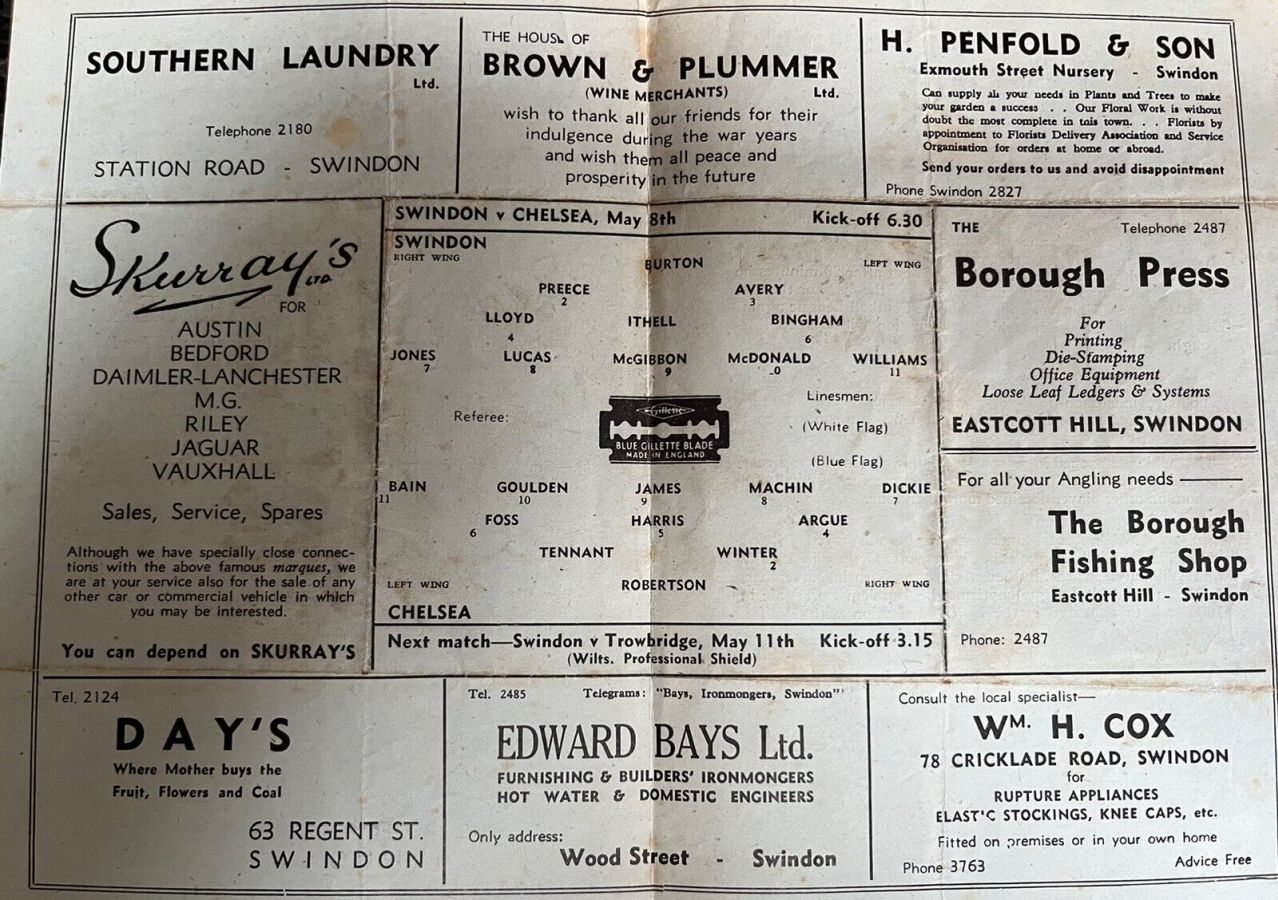 SOUTHERN LAUNDRY
Ltd.
Telephone 2180
STATION ROAD - SWINDON
THE HOUSE OF
BROWN & PLUMMER
(WINE MERCHANTS) Ltd.
wish to thank all our friends for their
indulgence during the war years
and wish them all peace and
prosperity in the future
H. PENFOLD & SON
Exmouth Street Nursery - Swindon
Can supply all your needs in Plants and Trees to make
your garden a success . . Our Floral Work is without
doubt the most complete in this town. . . Florists by
appointment to Florists Delivery Association and Service
Organisation for orders at home or abroad.
Send your orders to us and avoid disappointment
Phone Swindon 2827
Skurray's LTD.
FOR
AUSTIN
BEDFORD
DAIMLER-LANCHESTER
M.G.
RILEY
JAGUAR
VAUXHALL
Sales, Service, Spares
Although we have specially close connec-
tions with the above famous marques, we
are at your service also for the sale of any
other car or commercial vehicle in which
you may be interested.
You can depend on SKURRAY'S
SWINDON v CHELSEA, May 8th Kick-off 6.30
SWINDON
RIGHT WING BURTON LEFT WING
PREECE AVERY
2 3
LLOYD ITHELL BINGHAM
4 6
JONES LUCAS McGIBBON McDONALD WILLIAMS
7 8 9 0 11
Linesmen:
Referee:
Gillette
(White Flag)
BLUE GILLETTE BLADE
MADE IN ENGLAND
(Blue Flag)
BAIN GOULDEN JAMES MACHIN DICKIE
11 10 9 8 7
FOSS HARRIS ARGUE
6 5 4
TENNANT WINTER
2
LEFT WING ROBERTSON RIGHT WING
CHELSEA
Next match—Swindon v Trowbridge, May 11th Kick-off 3.15
(Wilts. Professional Shield)
THE Telephone 2487
Borough Press
For
Printing
Die-Stamping
Office Equipment
Loose Leaf Ledgers & Systems
EASTCOTT HILL, SWINDON
For all your Angling needs ——
The Borough
Fishing Shop
Eastcott Hill - Swindon
Phone: 2487
Tel. 2124
DAY'S
Where Mother buys the
Fruit, Flowers and Coal
63 REGENT ST.
SWINDON
Tel. 2485 Telegrams: "Bays, Ironmongers, Swindon"
EDWARD BAYS Ltd.
FURNISHING & BUILDERS' IRONMONGERS
HOT WATER & DOMESTIC ENGINEERS
Only address:
Wood Street - Swindon
Consult the local specialist—
WM. H. COX
78 CRICKLADE ROAD, SWINDON
for
RUPTURE APPLIANCES
ELASTIC STOCKINGS, KNEE CAPS, etc.
Fitted on premises or in your own home
Phone 3763 Advice Free